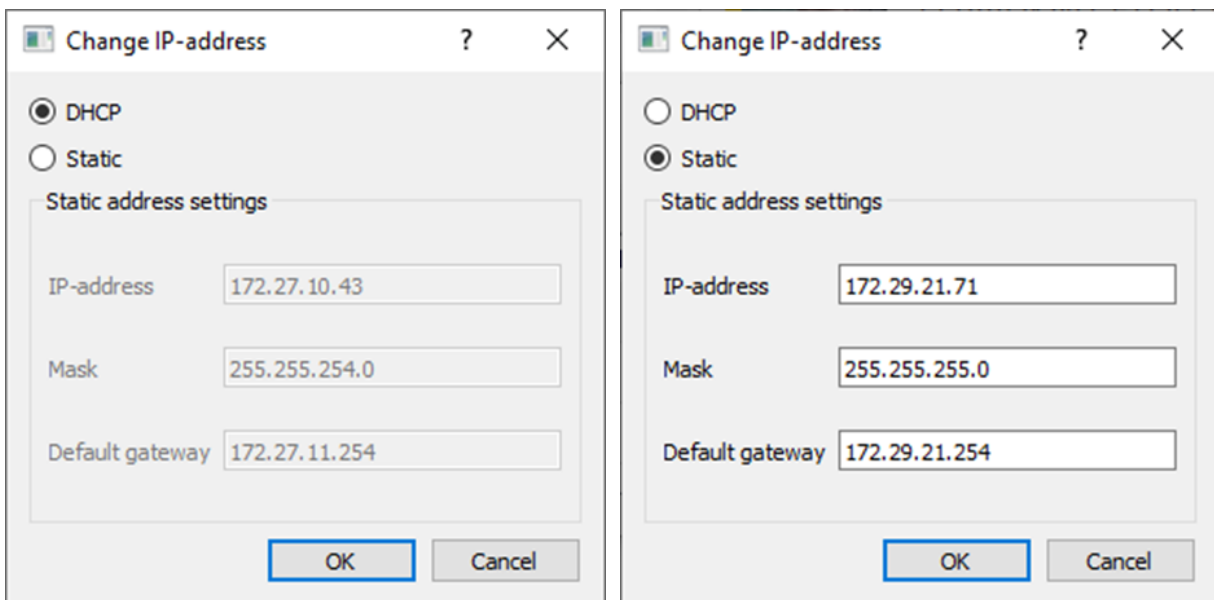 Change IP-address ?
DHCP
Static
Static address settings
IP-address 172.27.10.43
Mask 255.255.254.0
Default gateway 172.27.11.254
OK Cancel
Change IP-address ?
DHCP
Static
Static address settings
IP-address 172.29.21.71
Mask 255.255.255.0
Default gateway 172.29.21.254
OK Cancel